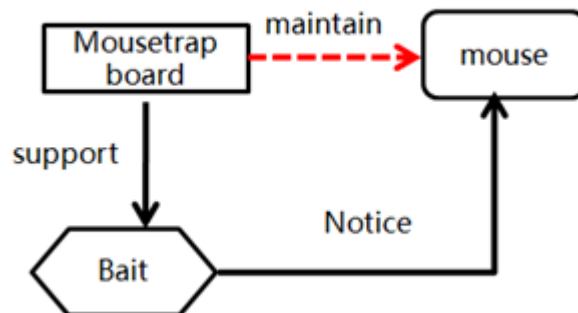 maintain
Mousetrap
board
mouse
support
Notice
Bait